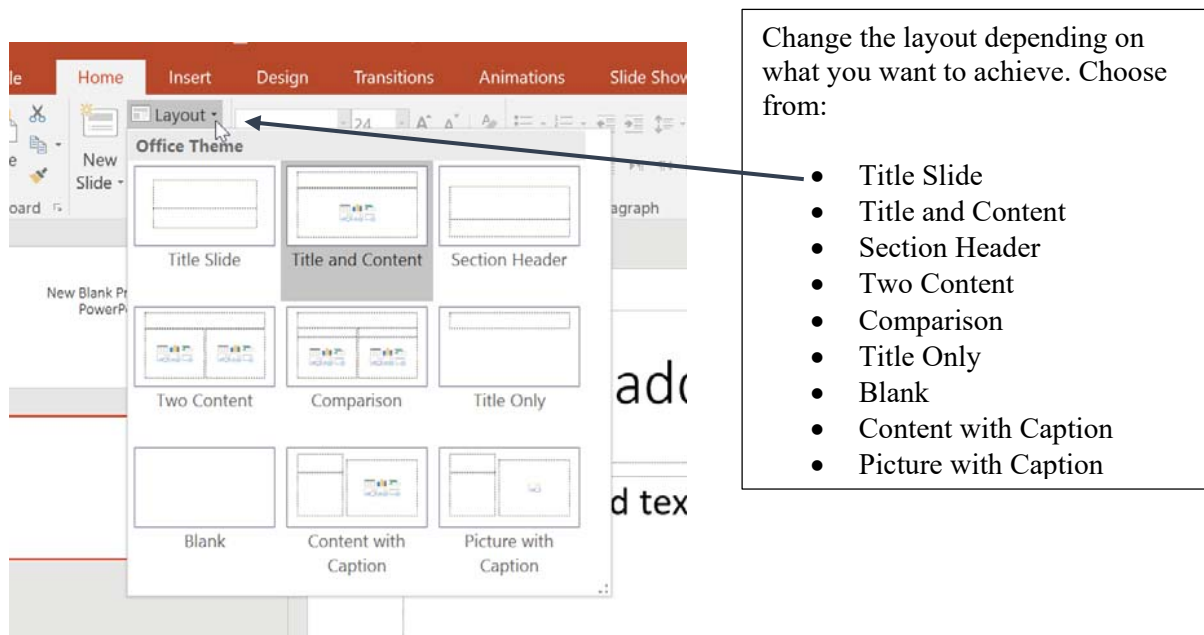 Home Insert Design Transitions Animations Slide Show
Layout
24
New
Slide
Office Theme
Title Slide
Title and Content
Section Header
Two Content
Comparison
Title Only
Blank
Content with
Caption
Picture with
Caption
New Blank
Change the layout depending on
what you want to achieve. Choose
from:
• Title Slide
• Title and Content
• Section Header
• Two Content
• Comparison
• Title Only
• Blank
• Content with Caption
• Picture with Caption